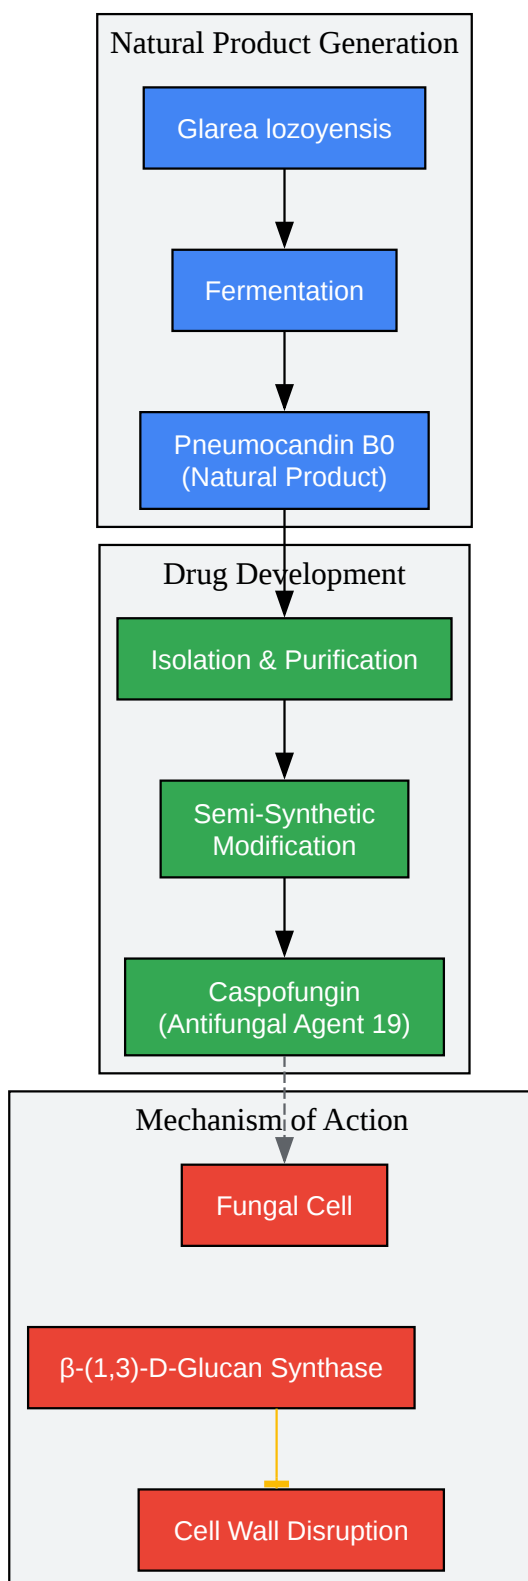 Natural Product Generation
Glarea lozoyensis
Fermentation
Pneumocandin B0
(Natural Product)
Drug Development
Isolation & Purification
Semi-Synthetic
Modification
Caspofungin
(Antifungal Agent 19)
Mechanism of Action
Fungal Cell
β-(1,3)-D-Glucan Synthase
Cell Wall Disruption